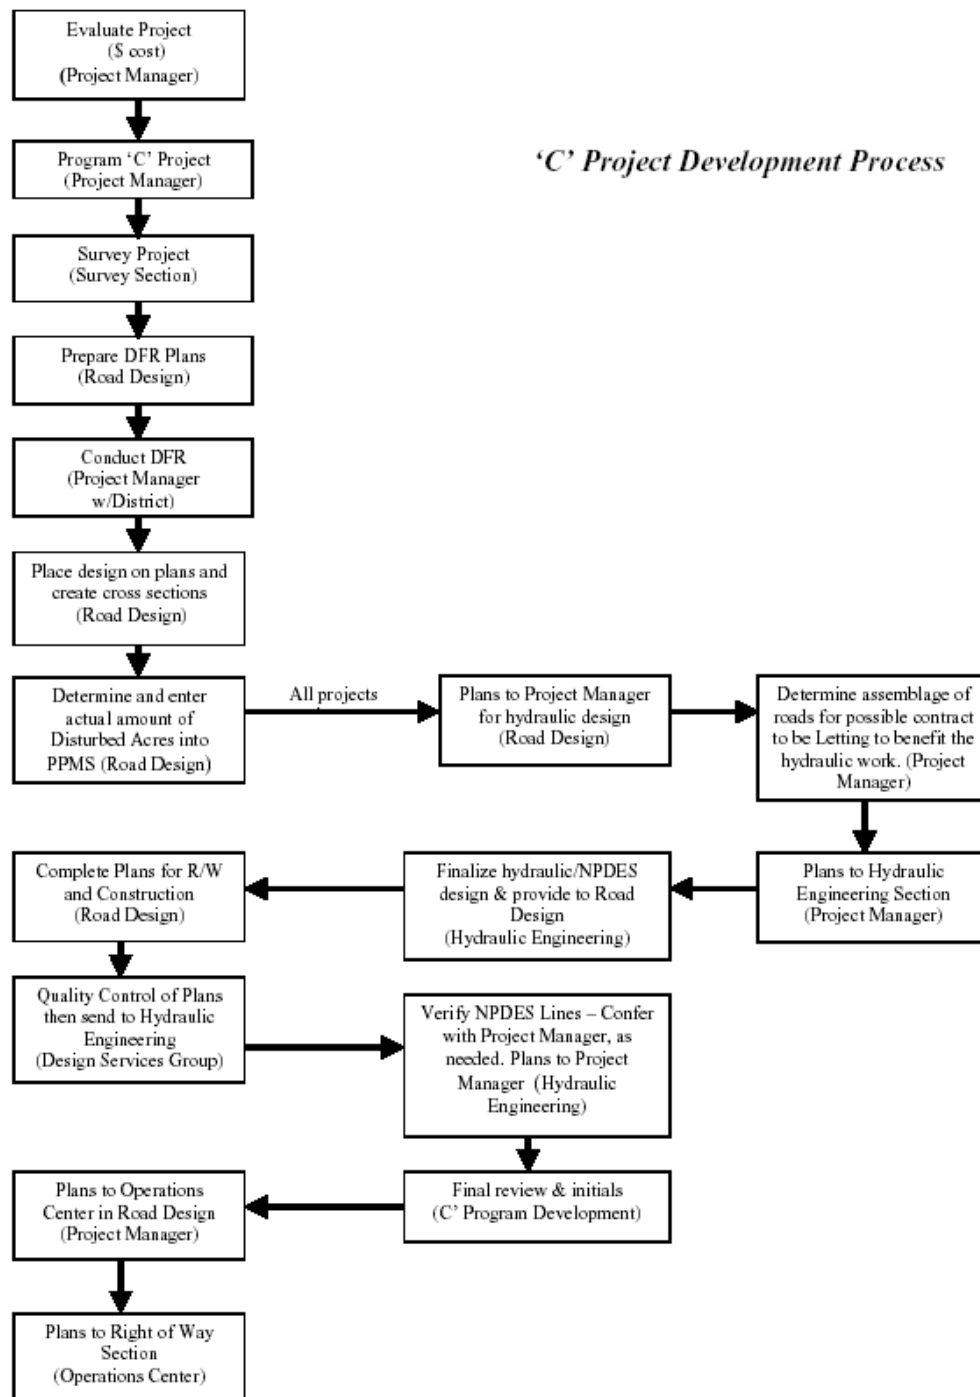 Evaluate Project
($ cost)
(Project Manager)
‘C’ Project Development Process
Program ‘C’ Project
(Project Manager)
Survey Project
(Survey Section)
Prepare DFR Plans
(Road Design)
Conduct DFR
(Project Manager
w/District)
Place design on plans and
create cross sections
(Road Design)
Determine and enter
actual amount of
Disturbed Acres into
PPMS (Road Design)
All projects
Plans to Project Manager
for hydraulic design
(Road Design)
Determine assemblage of
roads for possible contract
to be Letting to benefit the
hydraulic work. (Project
Manager)
Plans to Hydraulic
Engineering Section
(Project Manager)
Finalize hydraulic/NPDES
design & provide to Road
Design
(Hydraulic Engineering)
Complete Plans for R/W
and Construction
(Road Design)
Quality Control of Plans
then send to Hydraulic
Engineering
(Design Services Group)
Verify NPDES Lines – Confer
with Project Manager, as
needed. Plans to Project
Manager (Hydraulic
Engineering)
Final review & initials
(C’ Program Development)
Plans to Operations
Center in Road Design
(Project Manager)
Plans to Right of Way
Section
(Operations Center)